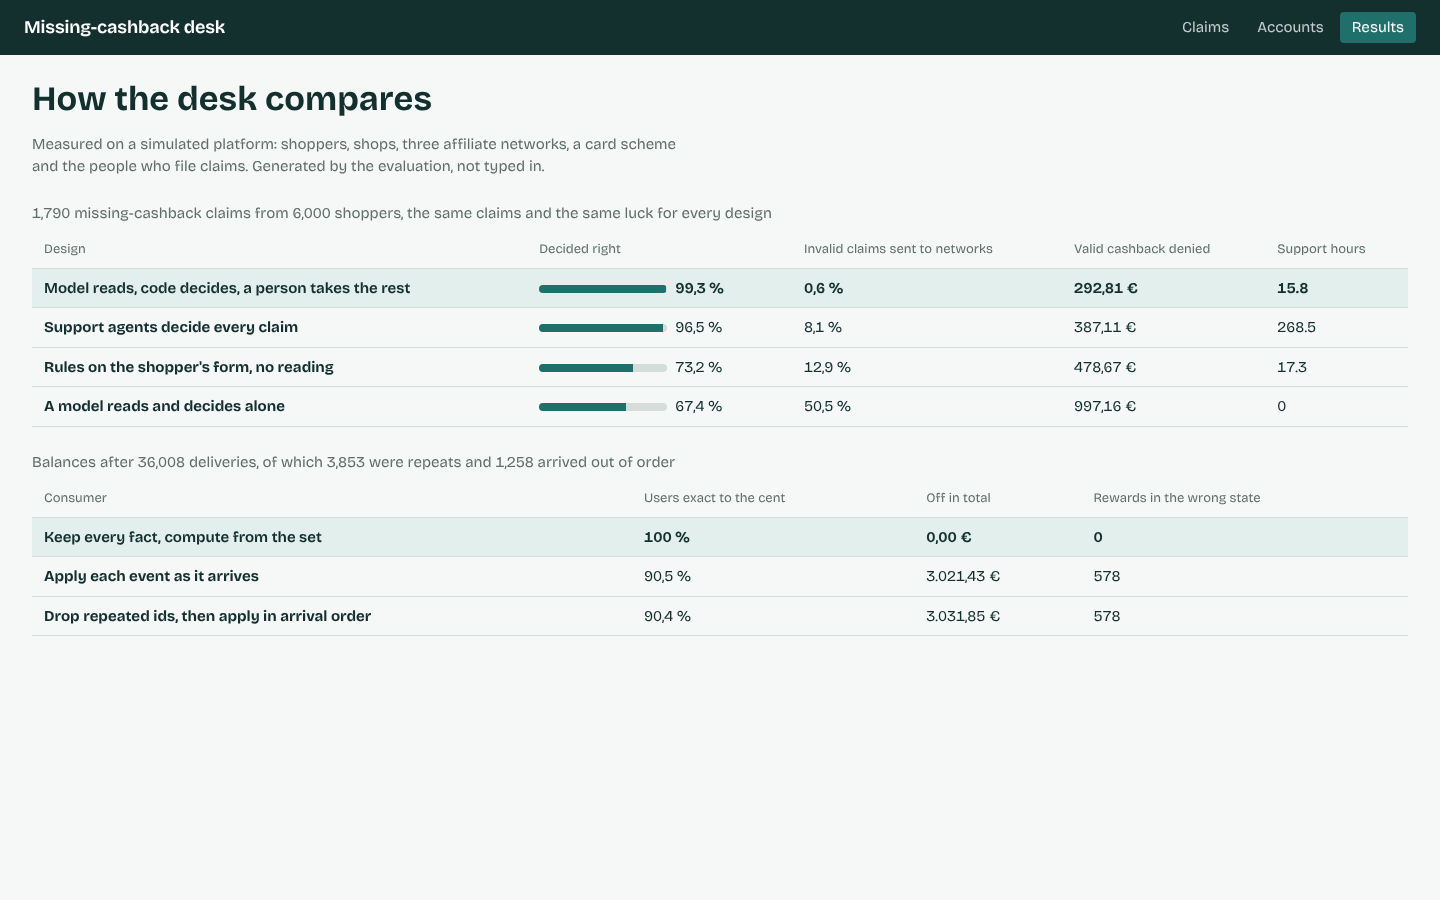 Missing-cashback desk
Claims Accounts Results
How the desk compares
Measured on a simulated platform: shoppers, shops, three affiliate networks, a card scheme
and the people who file claims. Generated by the evaluation, not typed in.
1,790 missing-cashback claims from 6,000 shoppers, the same claims and the same luck for every design
Design Decided right Invalid claims sent to networks Valid cashback denied Support hours
Model reads, code decides, a person takes the rest 99,3 % 0,6 % 292,81 € 15.8
Support agents decide every claim 96,5 % 8,1 % 387,11 € 268.5
Rules on the shopper's form, no reading 73,2 % 12,9 % 478,67 € 17.3
A model reads and decides alone 67,4 % 50,5 % 997,16 € 0
Balances after 36,008 deliveries, of which 3,853 were repeats and 1,258 arrived out of order
Consumer Users exact to the cent Off in total Rewards in the wrong state
Keep every fact, compute from the set 100 % 0,00 € 0
Apply each event as it arrives 90,5 % 3.021,43 € 578
Drop repeated ids, then apply in arrival order 90,4 % 3.031,85 € 578